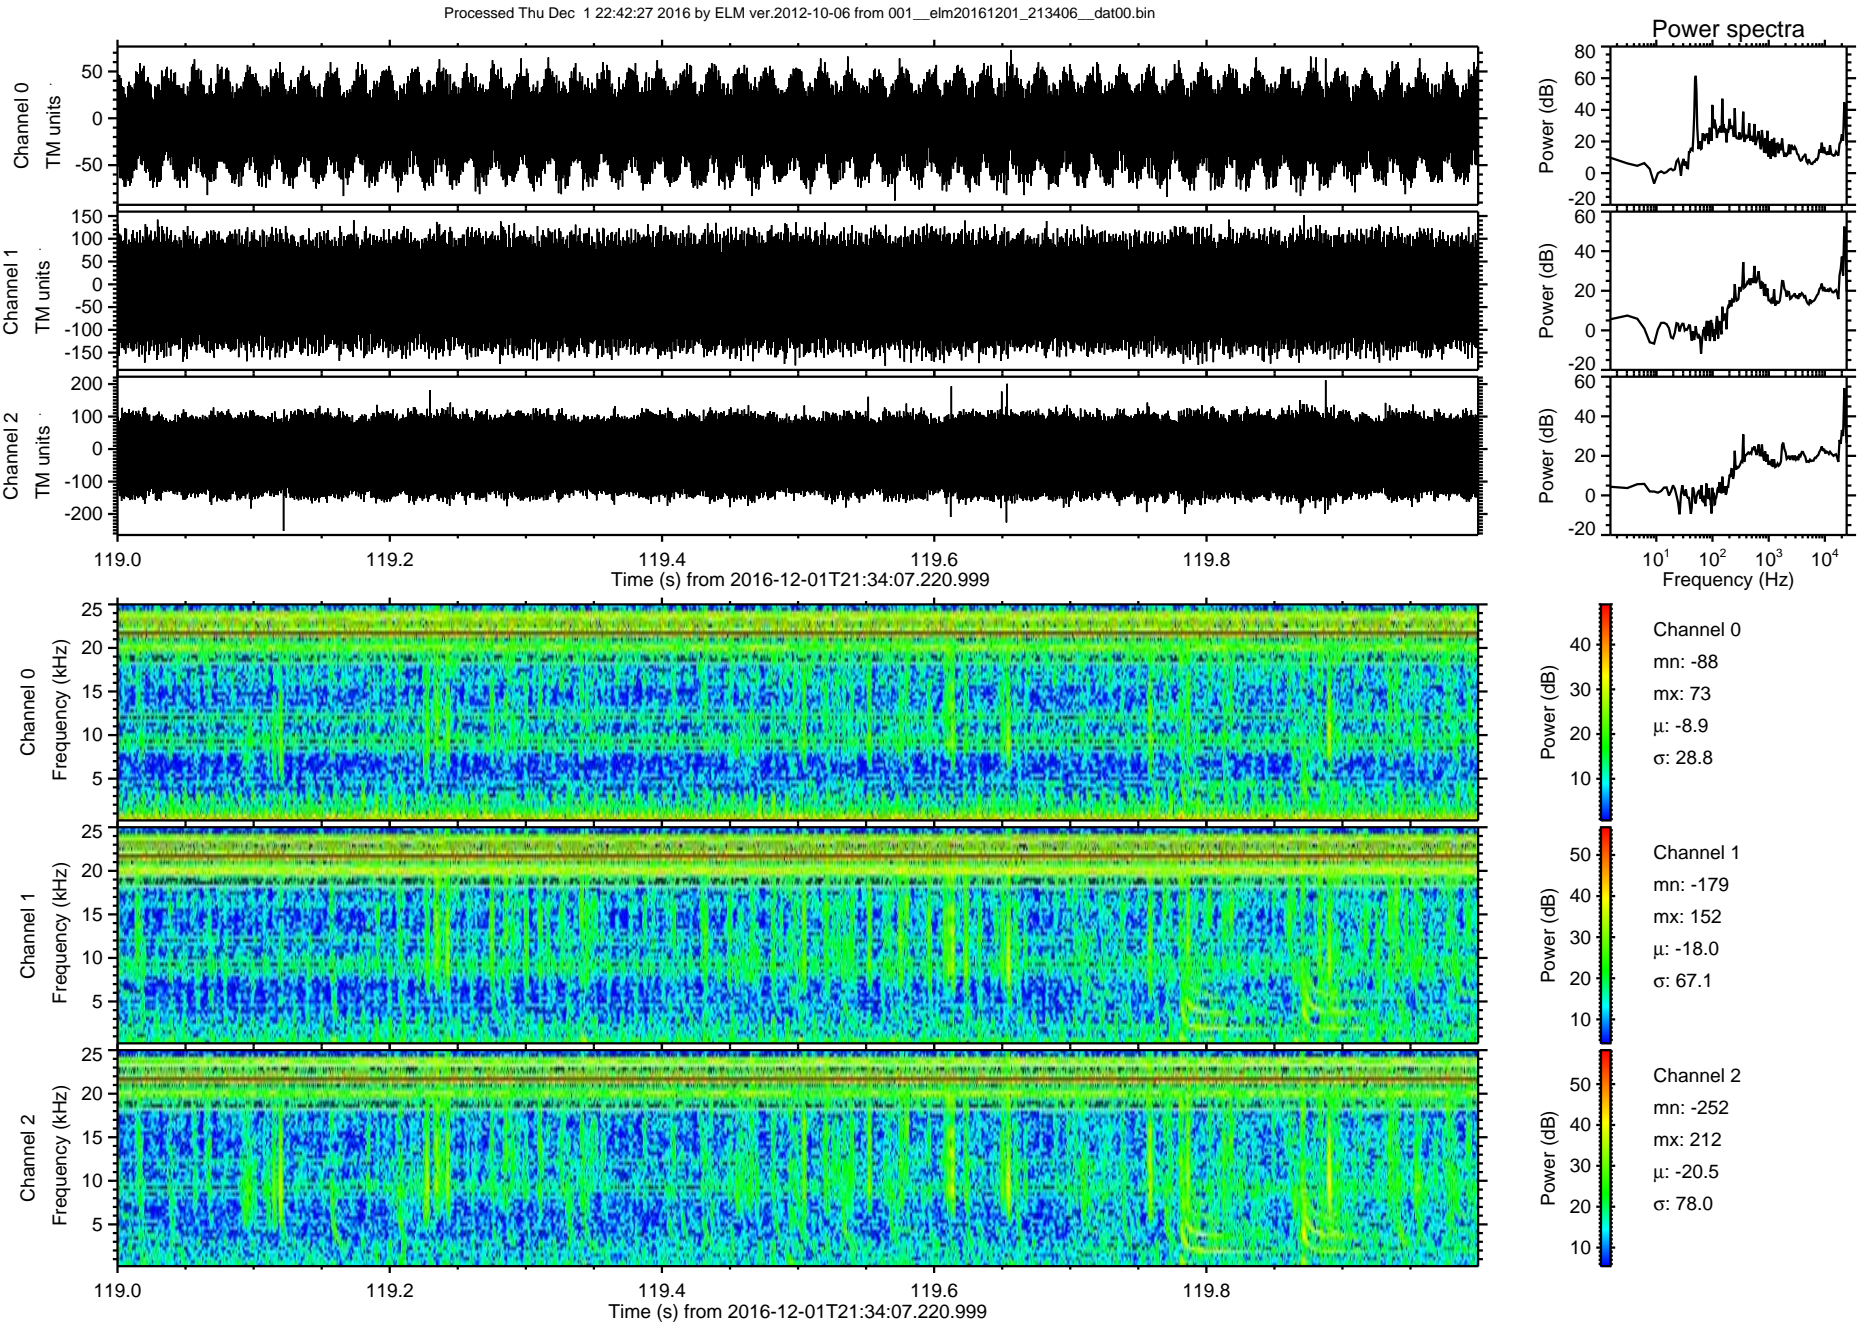 Processed Thu Dec  1 22:42:27 2016 by ELM ver.2012-10-06 from 001__elm20161201_213406__dat00.bin
Power spectra
Channel 0
TM units
50
0
-50
Power (dB)
80
60
40
20
0
-20
Channel 1
TM units
150
100
50
0
-50
-100
-150
Power (dB)
60
40
20
0
-20
Channel 2
TM units
200
100
0
-100
-200
Power (dB)
60
40
20
0
-20
119.0 119.2 119.4 119.6 119.8
Time (s) from 2016-12-01T21:34:07.220.999
10^1 10^2 10^3 10^4
Frequency (Hz)
Channel 0
Frequency (kHz)
25
20
15
10
5
Power (dB)
40
30
20
10
Channel 0
mn: -88
mx: 73
μ: -8.9
σ: 28.8
Channel 1
Frequency (kHz)
25
20
15
10
5
Power (dB)
50
40
30
20
10
Channel 1
mn: -179
mx: 152
μ: -18.0
σ: 67.1
Channel 2
Frequency (kHz)
25
20
15
10
5
Power (dB)
50
40
30
20
10
Channel 2
mn: -252
mx: 212
μ: -20.5
σ: 78.0
119.0 119.2 119.4 119.6 119.8
Time (s) from 2016-12-01T21:34:07.220.999